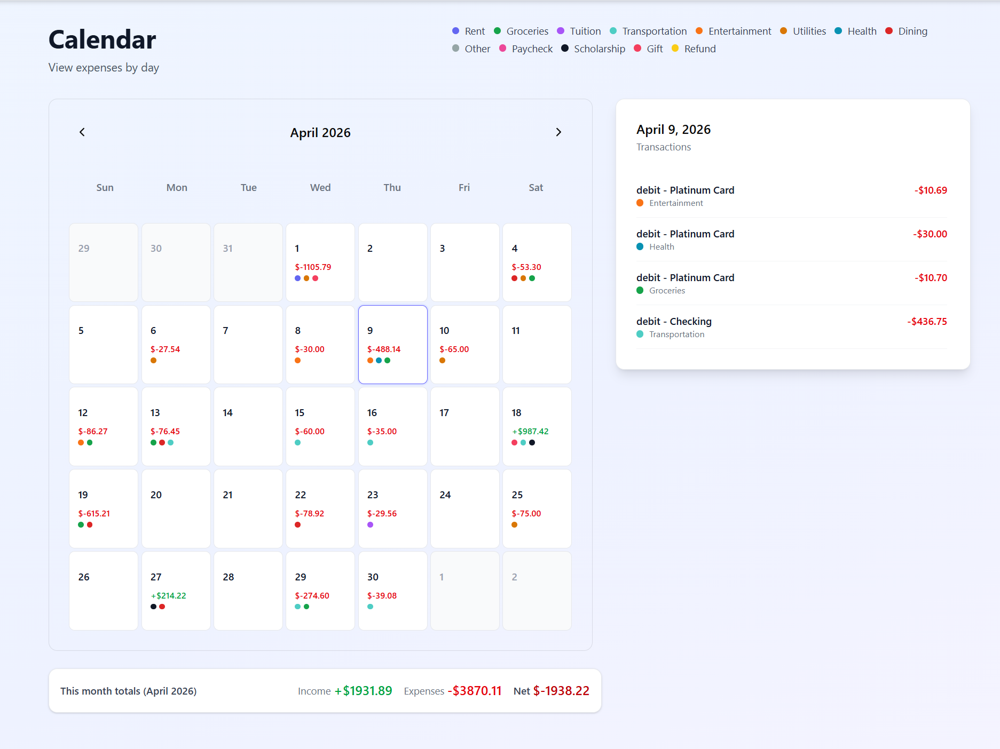 Calendar
View expenses by day
Rent Groceries Tuition Transportation Entertainment Utilities Health Dining
Other Paycheck Scholarship Gift Refund
April 2026
Sun Mon Tue Wed Thu Fri Sat
29 30 31 1 2 3 4
$-1105.79 $-53.30
5 6 7 8 9 10 11
$-27.54 $-30.00 $-488.14 $-65.00
12 13 14 15 16 17 18
$-86.27 $-76.45 $-60.00 $-35.00 +$987.42
19 20 21 22 23 24 25
$-615.21 $-78.92 $-29.56 $-75.00
26 27 28 29 30 1 2
+$214.22 $-274.60 $-39.08
This month totals (April 2026) Income +$1931.89 Expenses -$3870.11 Net $-1938.22
April 9, 2026
Transactions
debit - Platinum Card -$10.69
Entertainment
debit - Platinum Card -$30.00
Health
debit - Platinum Card -$10.70
Groceries
debit - Checking -$436.75
Transportation